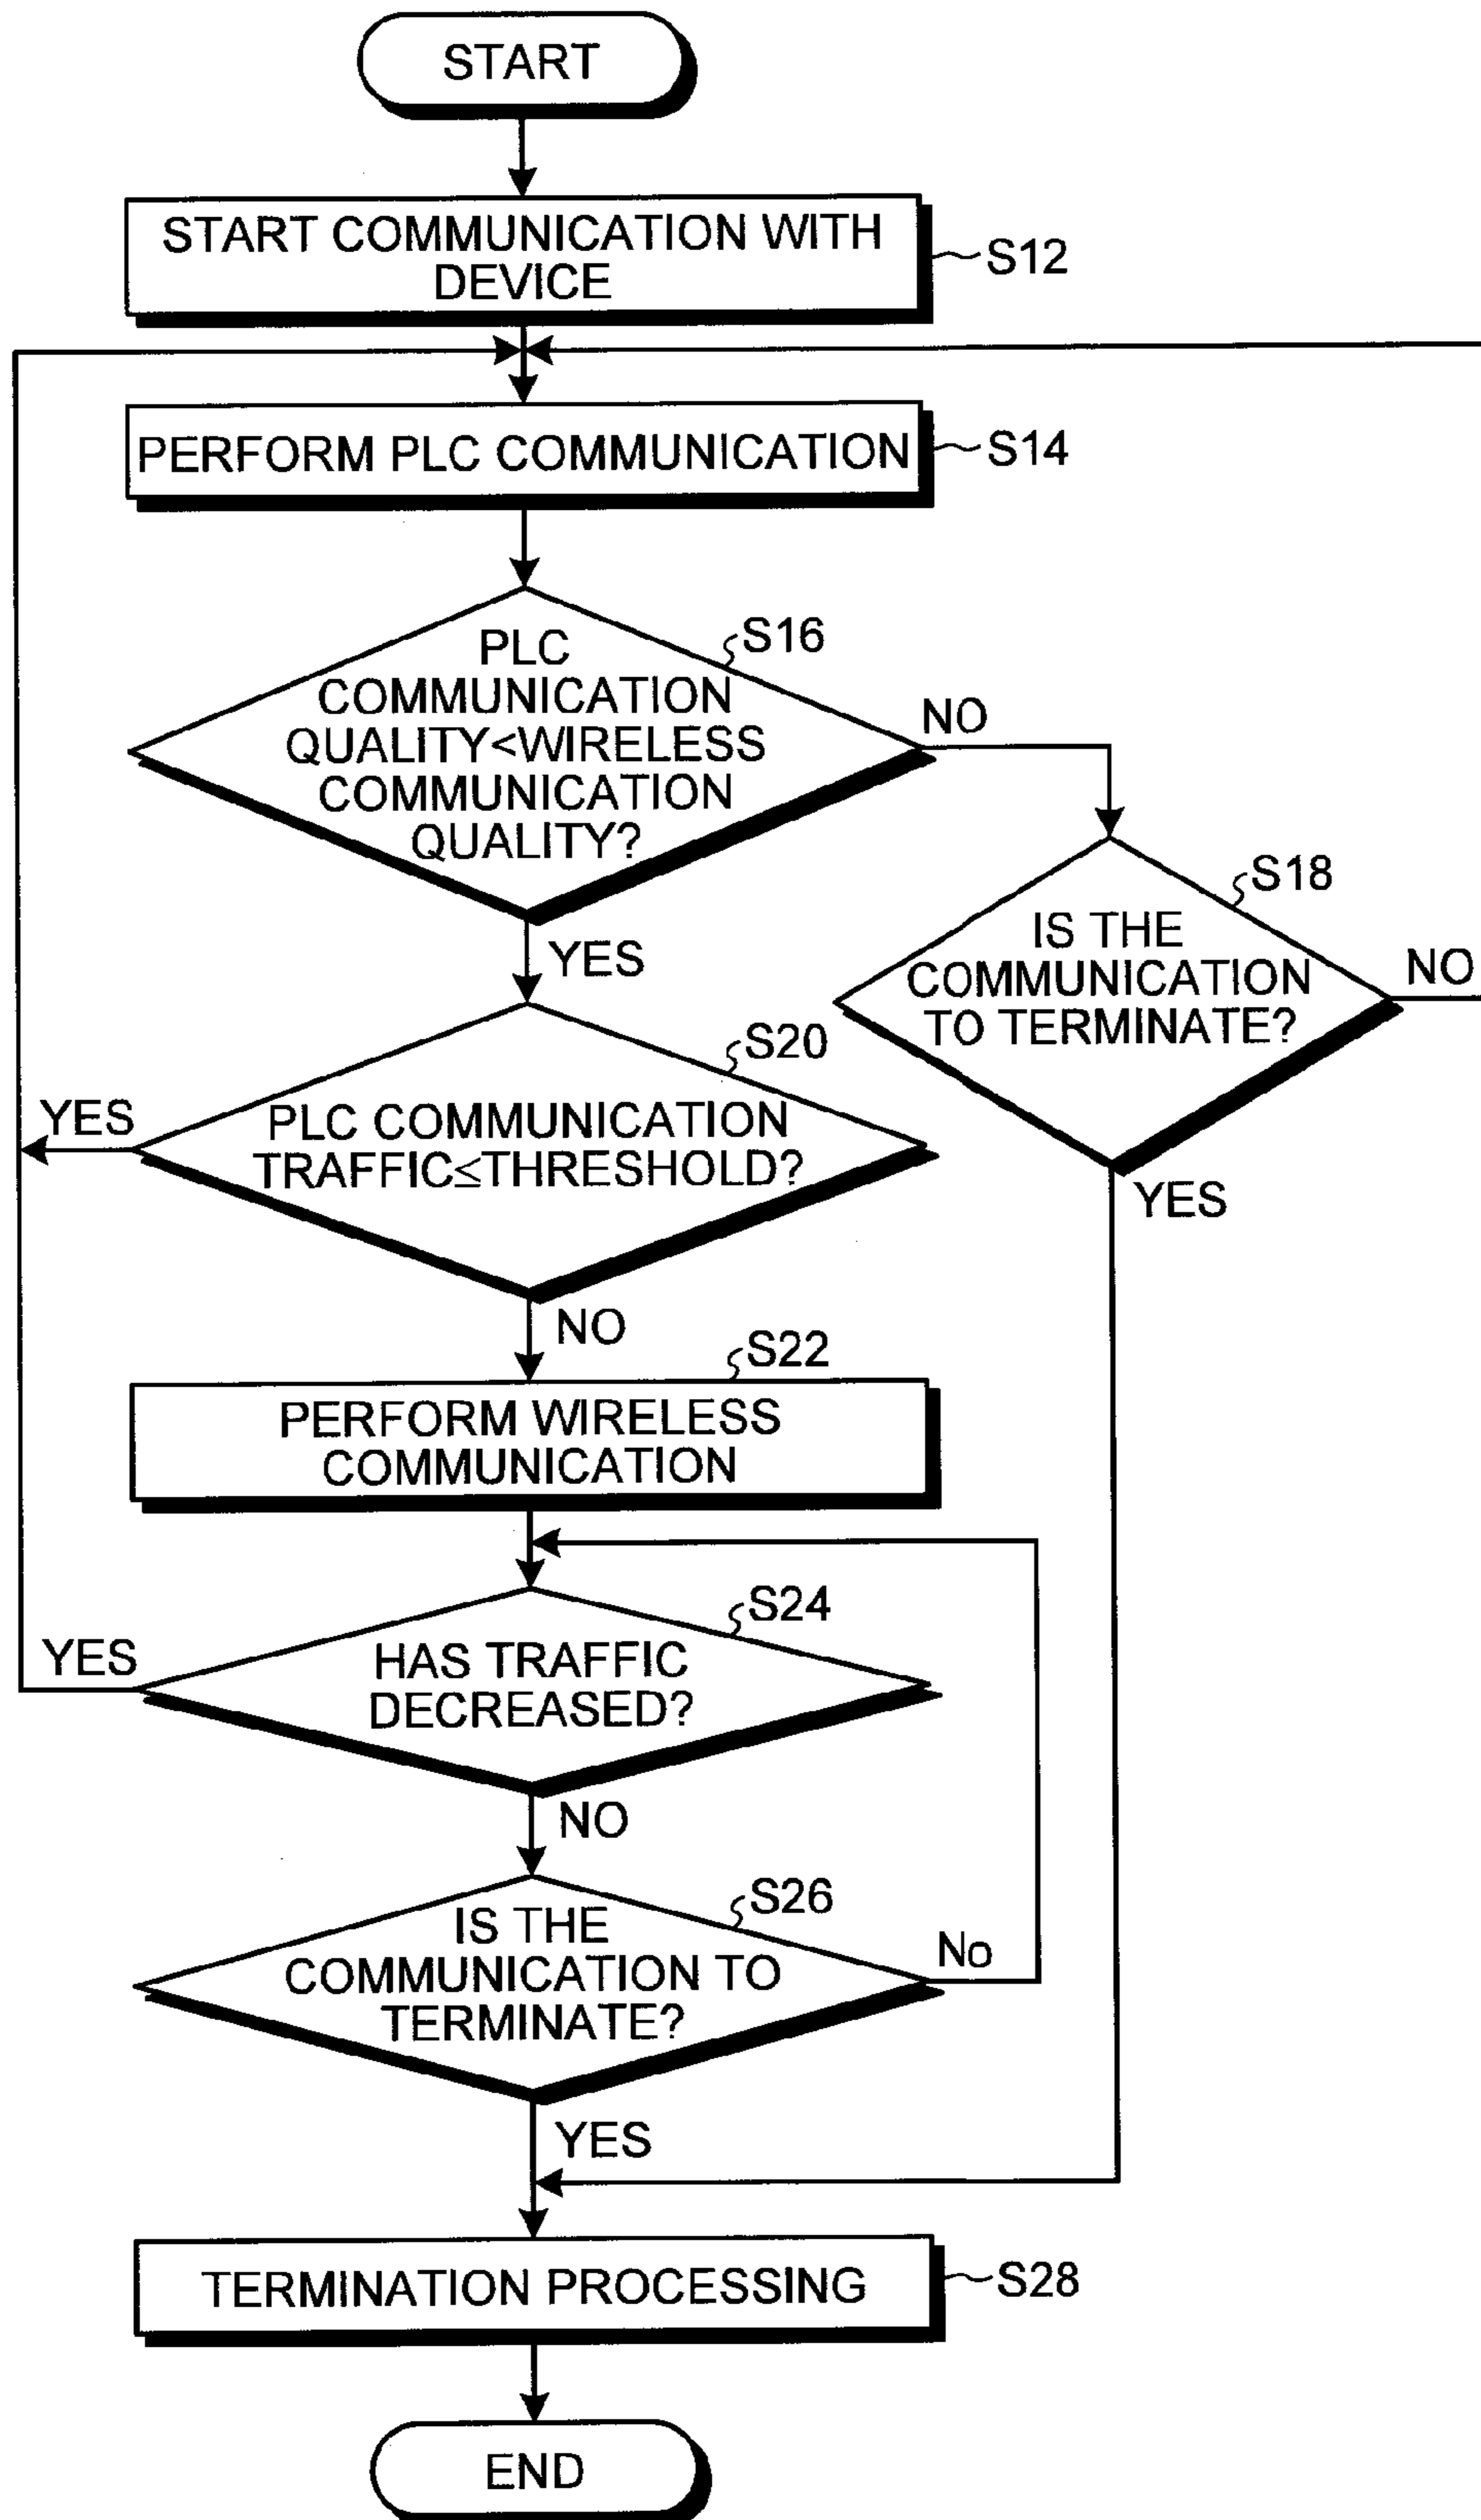 START
START COMMUNICATION WITH
DEVICE
S12
PERFORM PLC COMMUNICATION
S14
S16
PLC
COMMUNICATION
QUALITY<WIRELESS
COMMUNICATION
QUALITY?
NO
S18
IS THE
COMMUNICATION
TO TERMINATE?
NO
YES
YES
S20
PLC COMMUNICATION
TRAFFIC≤THRESHOLD?
YES
NO
S22
PERFORM WIRELESS
COMMUNICATION
S24
HAS TRAFFIC
DECREASED?
YES
NO
S26
IS THE
COMMUNICATION TO
TERMINATE?
No
YES
TERMINATION PROCESSING
S28
END